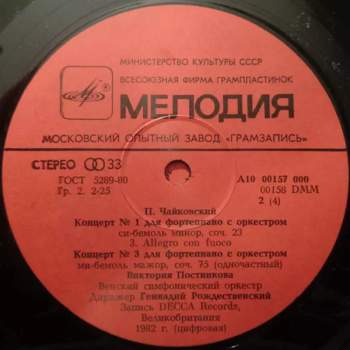 МИНИСТЕРСТВО КУЛЬТУРЫ СССР
ВСЕСОЮЗНАЯ ФИРМА ГРАМПЛАСТИНОК
МЕЛОДИЯ
МОСКОВСКИЙ ОПЫТНЫЙ ЗАВОД «ГРАМЗАПИСЬ»
СТЕРЕО 33
ГОСТ 5289-80
Гр. 2. 2-25
А10 00157 000
00158 DMM
2 (4)
П. Чайковский
Концерт № 1 для фортепиано с оркестром
си-бемоль минор, соч. 23
3. Allegro con fuoco
Концерт № 3 для фортепиано с оркестром
ми-бемоль мажор, соч. 75 (одночастный)
Виктория Постникова
Венский симфонический оркестр
Дирижер Геннадий Рождественский
Запись DECCA Records,
Великобритания
1982 г. (цифровая)